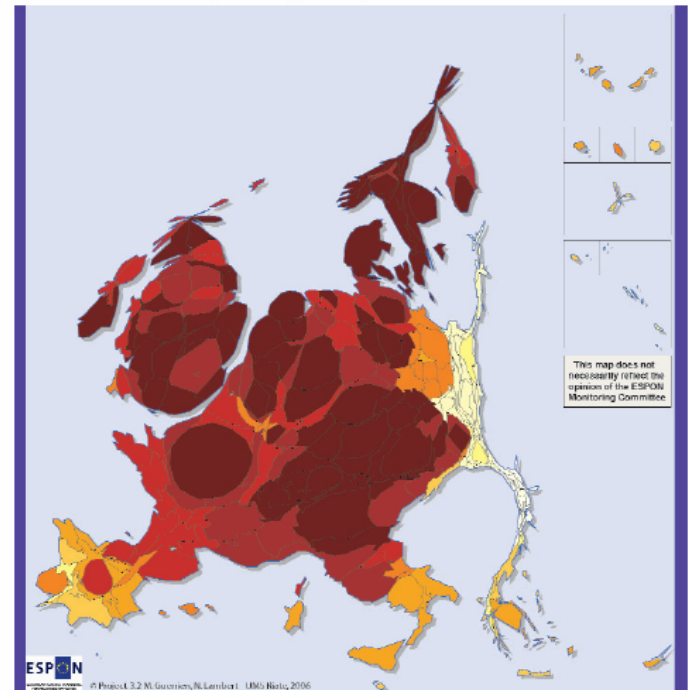 This map does not
necessarily reflect the
opinion of the ESPON
Monitoring Committee
ESPON
© Project 3.2 M. Guerrien, N. Lambert UMS Riate, 2006